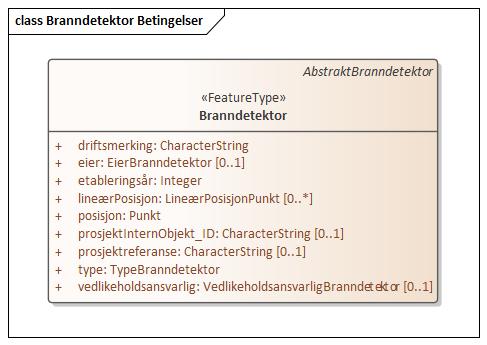 class Branndetektor Betingelser
AbstraktBranndetektor
«FeatureType»
Branndetektor
+ driftsmerking: CharacterString
+ eier: EierBranndetektor [0..1]
+ etableringsår: Integer
+ lineærPosisjon: LineærPosisjonPunkt [0..*]
+ posisjon: Punkt
+ prosjektInternObjekt_ID: CharacterString [0..1]
+ prosjektreferanse: CharacterString [0..1]
+ type: TypeBranndetektor
+ vedlikeholdsansvarlig: VedlikeholdsansvarligBranndetektor [0..1]